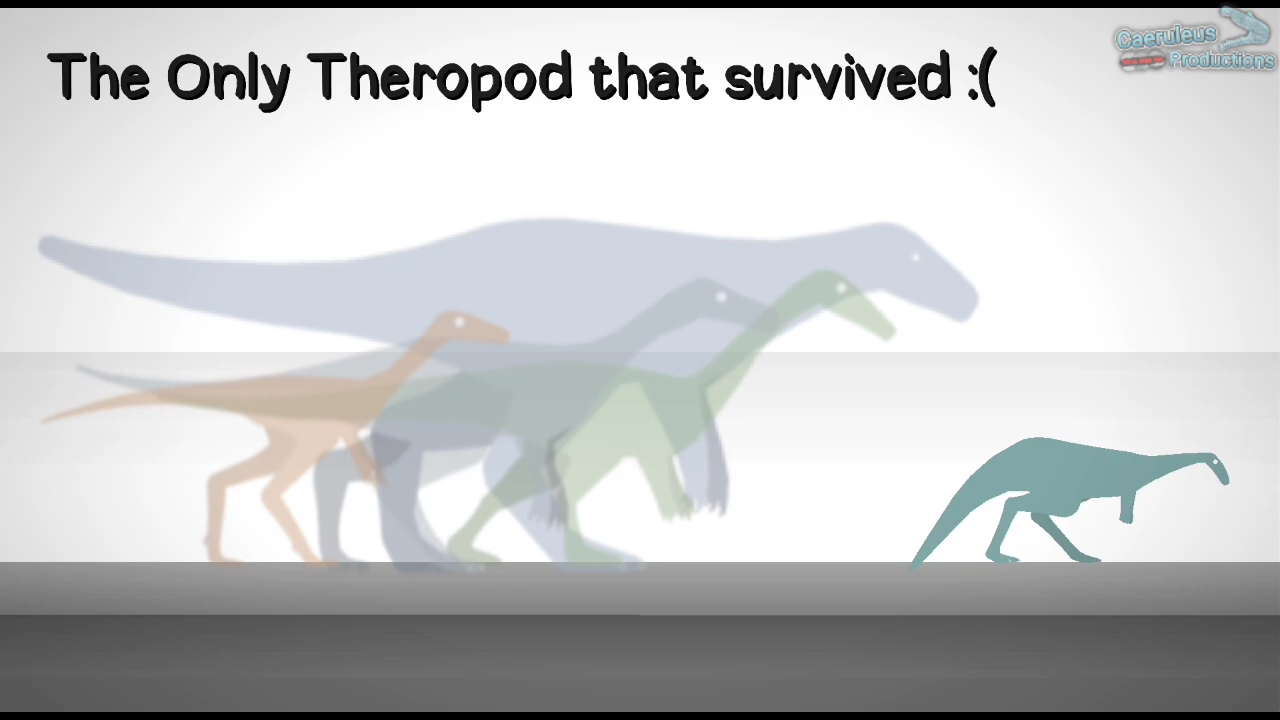 The Only Theropod that survived :(
Caeruleus
Productions